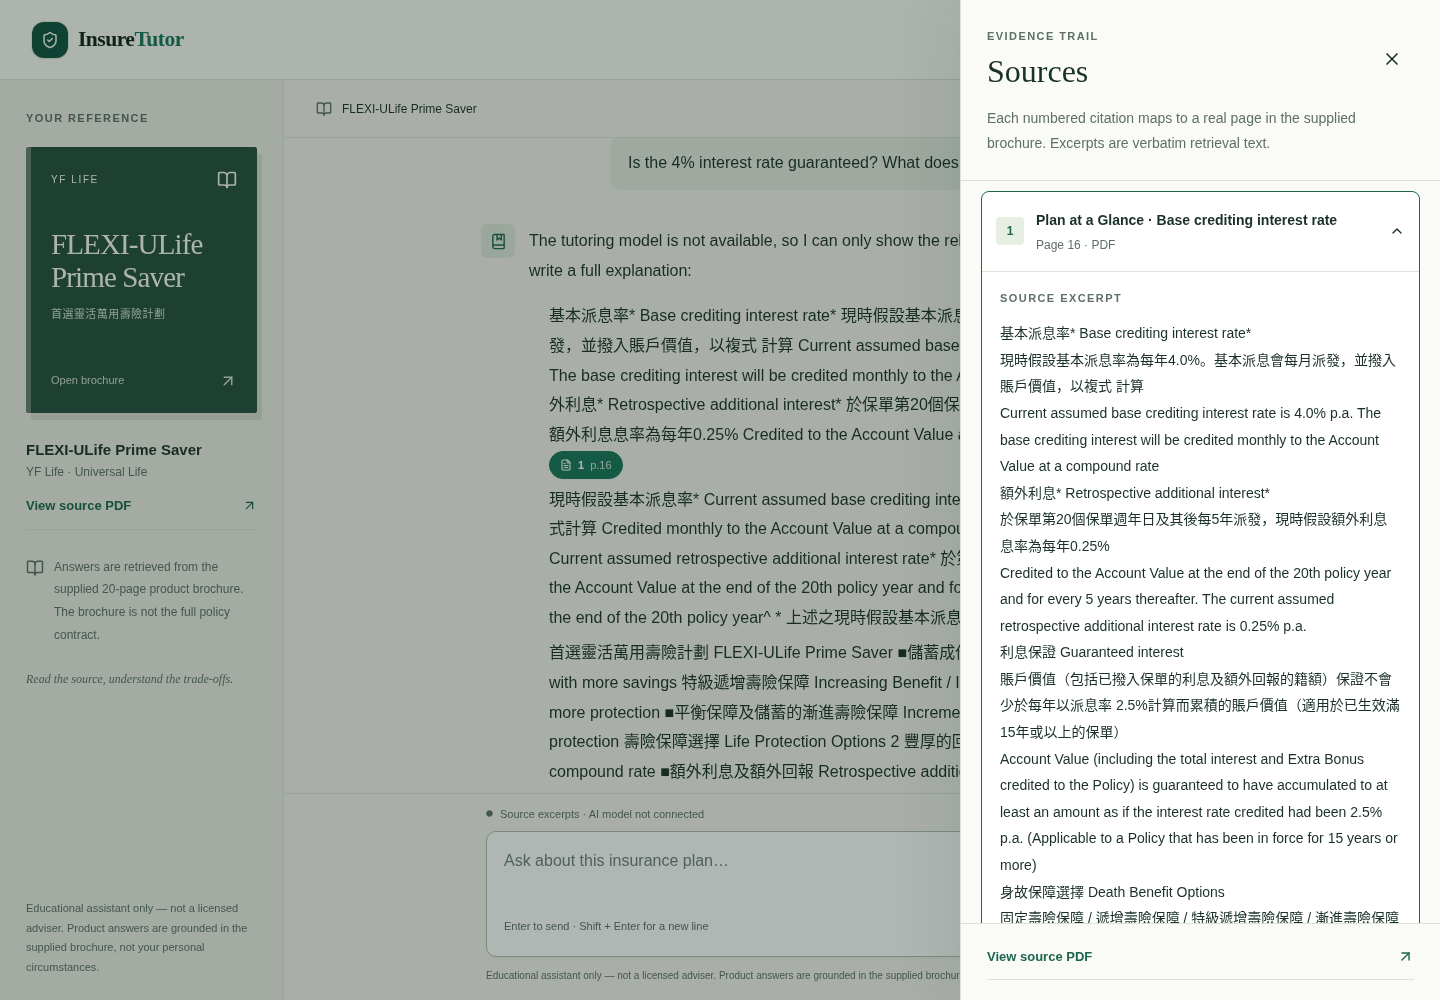 InsureTutor
YOUR REFERENCE
YF LIFE
FLEXI-ULife
Prime Saver
首選靈活萬用壽險計劃
Open brochure
FLEXI-ULife Prime Saver
YF Life · Universal Life
View source PDF
Answers are retrieved from the
supplied 20-page product brochure.
The brochure is not the full policy
contract.
Read the source, understand the trade-offs.
Educational assistant only — not a licensed
adviser. Product answers are grounded in the
supplied brochure, not your personal
circumstances.
FLEXI-ULife Prime Saver
Is the 4% interest rate guaranteed? What does
The tutoring model is not available, so I can only show the
write a full explanation:
基本派息率* Base crediting interest rate* 現時假設基本派
發，並撥入賬戶價值，以複式 計算 Current assumed base
The base crediting interest will be credited monthly to the
外利息* Retrospective additional interest* 於保單第20個保
額外利息息率為每年0.25% Credited to the Account Value
1 p.16
現時假設基本派息率* Current assumed base crediting
式計算 Credited monthly to the Account Value at a
Current assumed retrospective additional interest rate* 於
the Account Value at the end of the 20th policy year and
the end of the 20th policy year^ * 上述之現時假設基本派息
首選靈活萬用壽險計劃 FLEXI-ULife Prime Saver ■儲蓄成
with more savings 特級遞增壽險保障 Increasing Benefit /
more protection ■平衡保障及儲蓄的漸進壽險保障
protection 壽險保障選擇 Life Protection Options 2 豐厚的
compound rate ■額外利息及額外回報 Retrospective
Source excerpts · AI model not connected
Ask about this insurance plan…
Enter to send · Shift + Enter for a new line
Educational assistant only — not a licensed adviser. Product answers are grounded in the supplied
EVIDENCE TRAIL
Sources
Each numbered citation maps to a real page in the supplied
brochure. Excerpts are verbatim retrieval text.
1
Plan at a Glance · Base crediting interest rate
Page 16 · PDF
SOURCE EXCERPT
基本派息率* Base crediting interest rate*
現時假設基本派息率為每年4.0%。基本派息會每月派發，並撥入
賬戶價值，以複式 計算
Current assumed base crediting interest rate is 4.0% p.a. The
base crediting interest will be credited monthly to the Account
Value at a compound rate
額外利息* Retrospective additional interest*
於保單第20個保單週年日及其後每5年派發，現時假設額外利息
息率為每年0.25%
Credited to the Account Value at the end of the 20th policy year
and for every 5 years thereafter. The current assumed
retrospective additional interest rate is 0.25% p.a.
利息保證 Guaranteed interest
賬戶價值（包括已撥入保單的利息及額外回報的積額）保證不會
少於每年以派息率 2.5%計算而累積的賬戶價值（適用於已生效滿
15年或以上的保單）
Account Value (including the total interest and Extra Bonus
credited to the Policy) is guaranteed to have accumulated to at
least an amount as if the interest rate credited had been 2.5%
p.a. (Applicable to a Policy that has been in force for 15 years or
more)
身故保障選擇 Death Benefit Options
固定壽險保障 / 遞增壽險保障 / 特級遞增壽險保障 / 漸進壽險保障
View source PDF